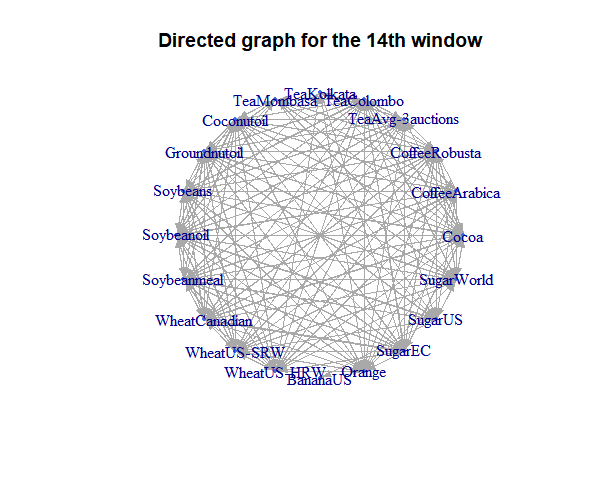 Directed graph for the 14th window
TeaKolkata
TeaMombasa
TeaColombo
Coconutoil
TeaAvg-3auctions
Groundnutoil
CoffeeRobusta
Soybeans
CoffeeArabica
Soybeanoil
Cocoa
Soybeanmeal
SugarWorld
WheatCanadian
SugarUS
WheatUS-SRW
SugarEC
WheatUS-HRW
Orange
BananaUS